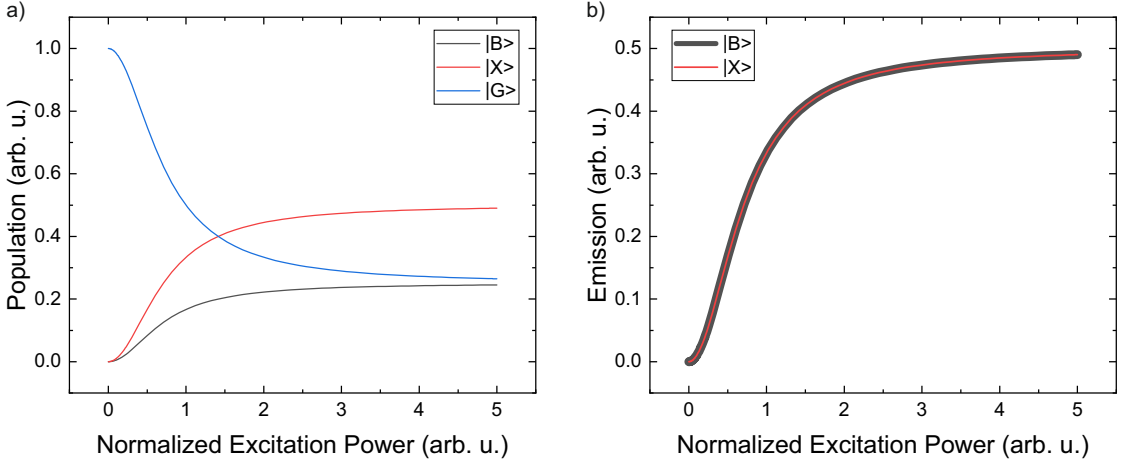 a)
|B>
|X>
|G>
1.0
0.8
0.6
0.4
0.2
0.0
Population (arb. u.)
0 1 2 3 4 5
Normalized Excitation Power (arb. u.)
b)
|B>
|X>
0.5
0.4
0.3
0.2
0.1
0.0
Emission (arb. u.)
0 1 2 3 4 5
Normalized Excitation Power (arb. u.)